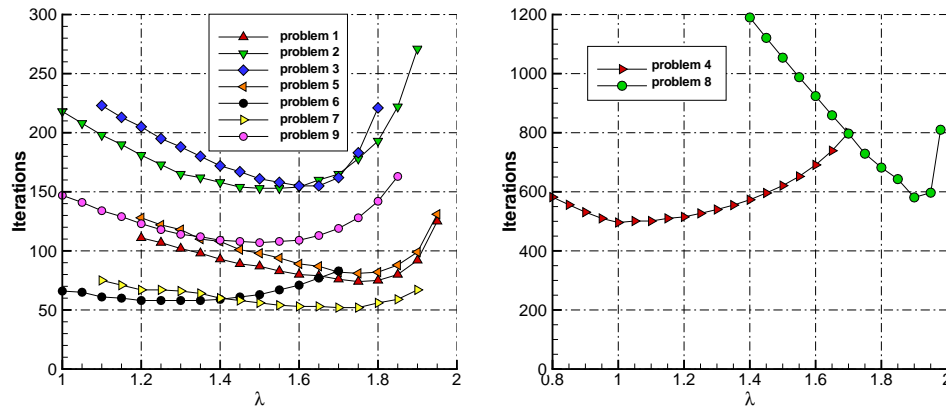 300
250
200
150
100
50
0
Iterations
1
1.2
1.4
1.6
1.8
2
λ
problem 1
problem 2
problem 3
problem 5
problem 6
problem 7
problem 9
1200
1000
800
600
400
200
0
Iterations
0.8
1
1.2
1.4
1.6
1.8
2
λ
problem 4
problem 8